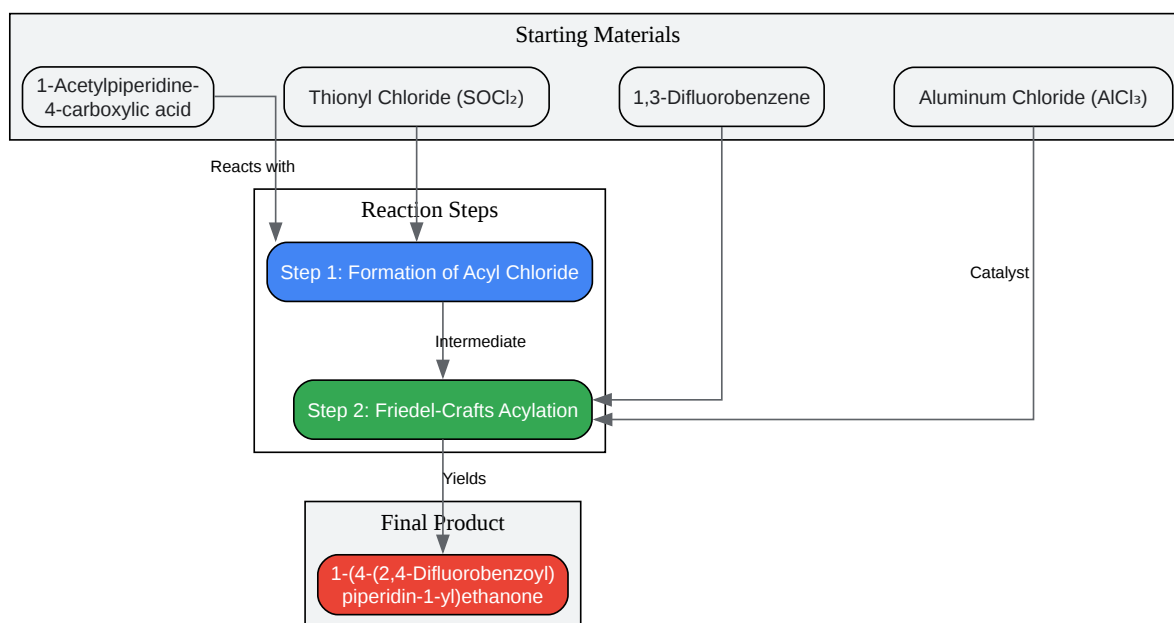 Starting Materials
1-Acetylpiperidine-
4-carboxylic acid
Thionyl Chloride (SOCl₂)
1,3-Difluorobenzene
Aluminum Chloride (AlCl₃)
Reacts with
Reaction Steps
Step 1: Formation of Acyl Chloride
Catalyst
Intermediate
Step 2: Friedel-Crafts Acylation
Yields
Final Product
1-(4-(2,4-Difluorobenzoyl)
piperidin-1-yl)ethanone